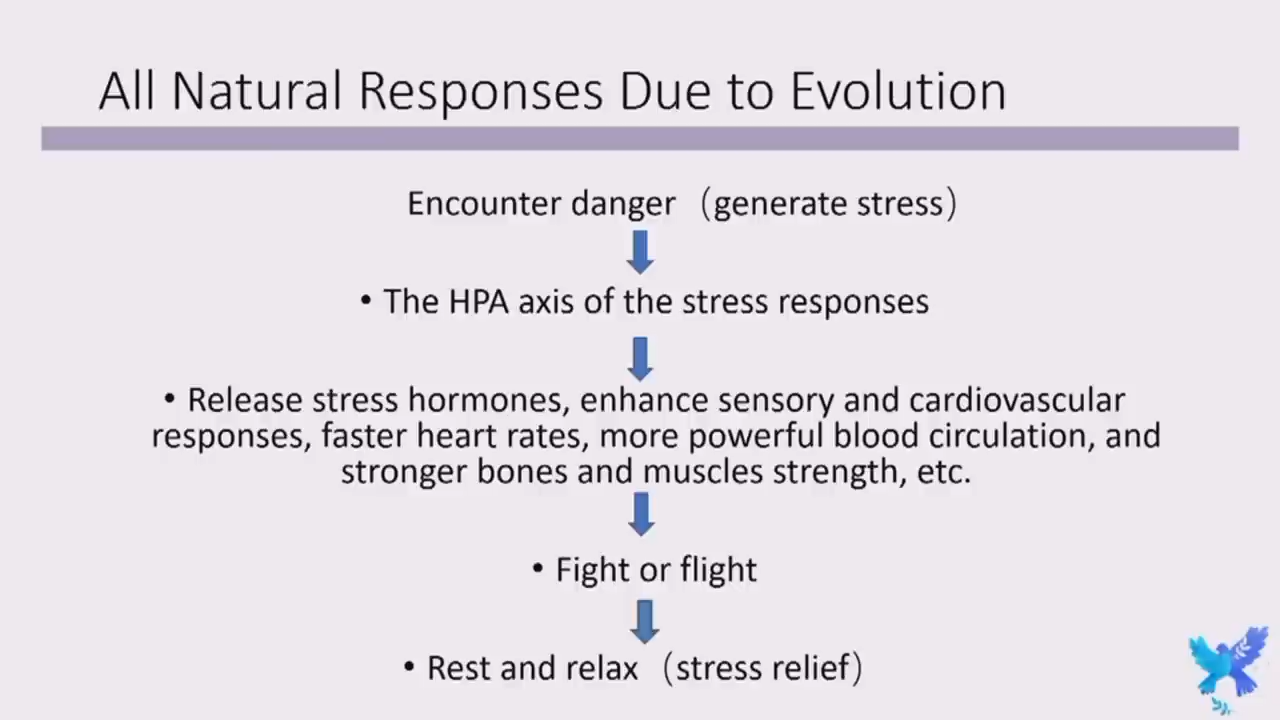 All Natural Responses Due to Evolution
Encounter danger（generate stress）
• The HPA axis of the stress responses
• Release stress hormones, enhance sensory and cardiovascular
responses, faster heart rates, more powerful blood circulation, and
stronger bones and muscles strength, etc.
• Fight or flight
• Rest and relax（stress relief）